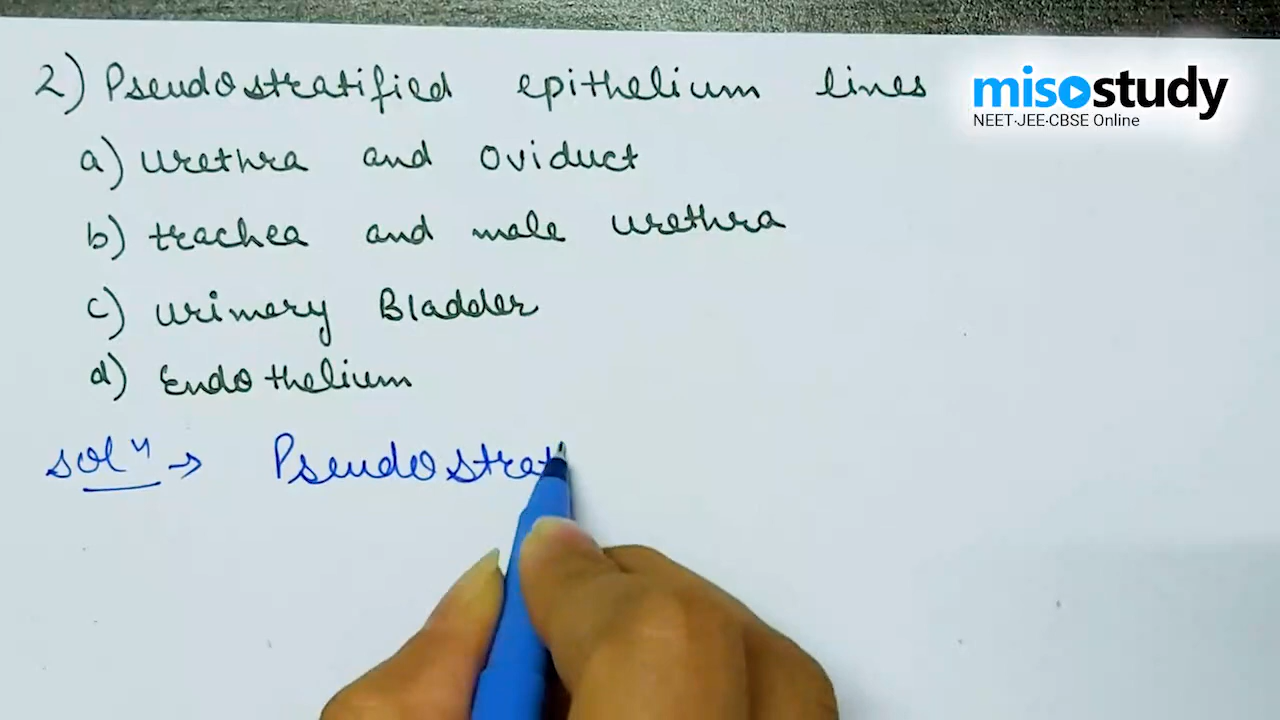 2) Pseudostratified epithelium lines
misostudy
NEET·JEE·CBSE Online
a) urethra and oviduct
b) trachea and male urethra
c) urimery Bladder
d) Endothelium
solⁿ → Pseudostrat